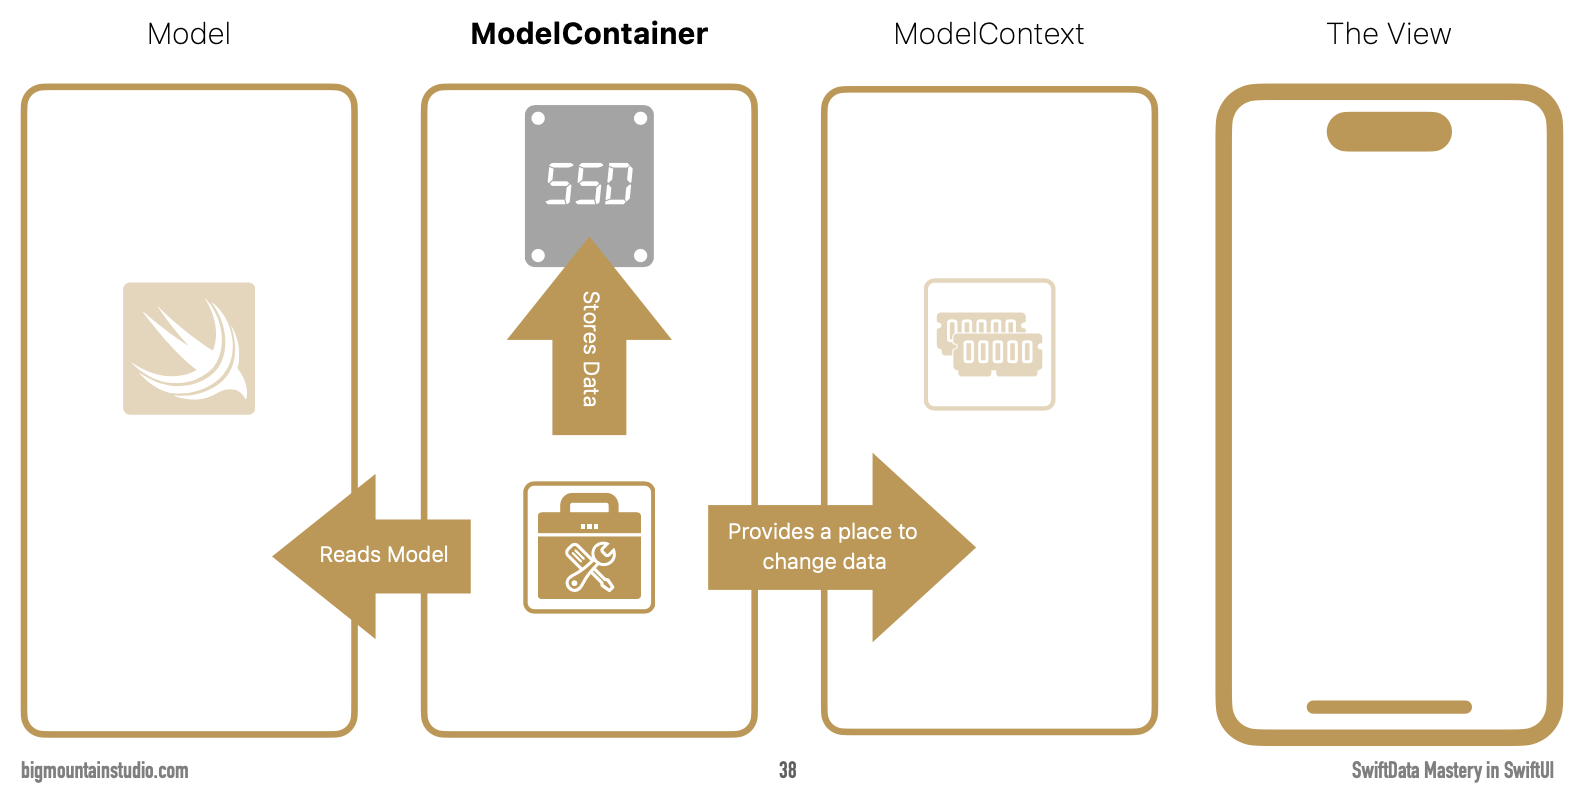 Model
ModelContainer
ModelContext
The View
SSD
Stores Data
Reads Model
Provides a place to
change data
bigmountainstudio.com
38
SwiftData Mastery in SwiftUI